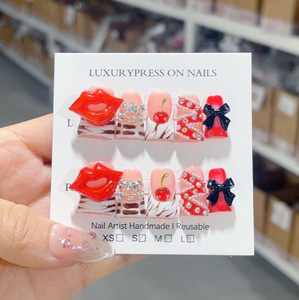 LUXURYPRESS ON NAILS
L
R
Nail Artist Handmade I Reusable
XS☐ S☐ M☐ L☐